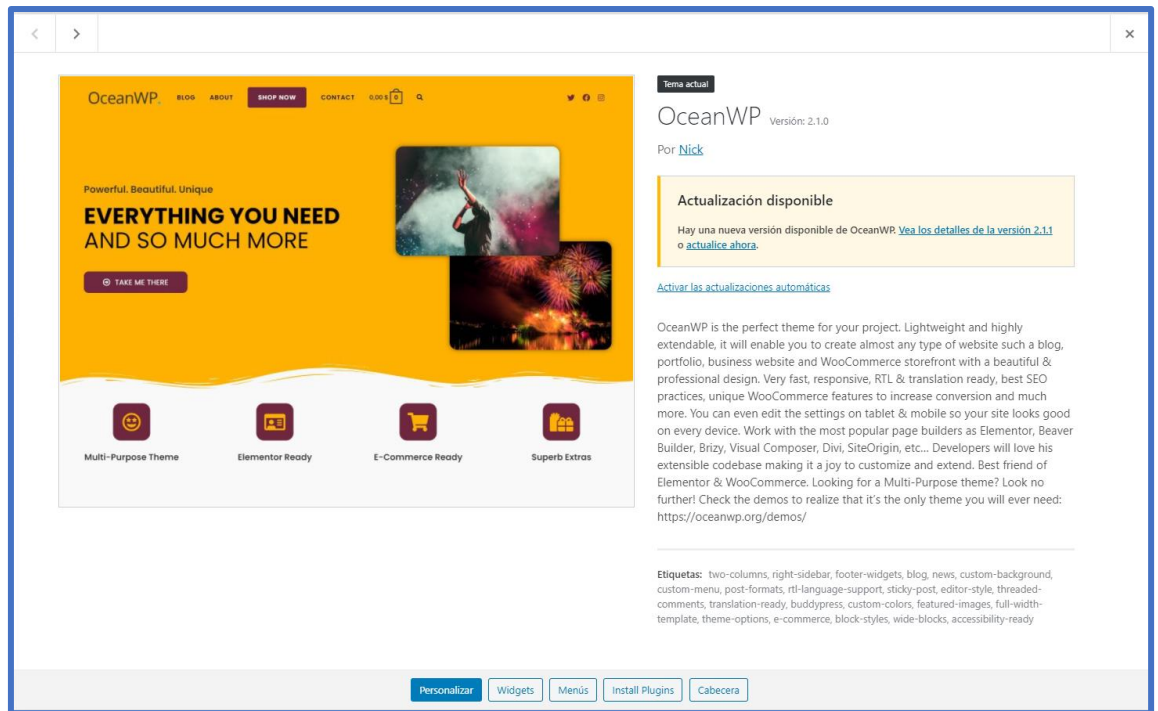 OceanWP. BLOG ABOUT SHOP NOW CONTACT 0,00 $ 0
Powerful. Beautiful. Unique
EVERYTHING YOU NEED
AND SO MUCH MORE
TAKE ME THERE
Multi-Purpose Theme Elementor Ready E-Commerce Ready Superb Extras
Tema actual
OceanWP Versión: 2.1.0
Por Nick
Actualización disponible
Hay una nueva versión disponible de OceanWP. Vea los detalles de la versión 2.1.1
o actualice ahora.
Activar las actualizaciones automáticas
OceanWP is the perfect theme for your project. Lightweight and highly
extendable, it will enable you to create almost any type of website such a blog,
portfolio, business website and WooCommerce storefront with a beautiful &
professional design. Very fast, responsive, RTL & translation ready, best SEO
practices, unique WooCommerce features to increase conversion and much
more. You can even edit the settings on tablet & mobile so your site looks good
on every device. Work with the most popular page builders as Elementor, Beaver
Builder, Brizy, Visual Composer, Divi, SiteOrigin, etc... Developers will love his
extensible codebase making it a joy to customize and extend. Best friend of
Elementor & WooCommerce. Looking for a Multi-Purpose theme? Look no
further! Check the demos to realize that it's the only theme you will ever need:
https://oceanwp.org/demos/
Etiquetas: two-columns, right-sidebar, footer-widgets, blog, news, custom-background,
custom-menu, post-formats, rtl-language-support, sticky-post, editor-style, threaded-
comments, translation-ready, buddypress, custom-colors, featured-images, full-width-
template, theme-options, e-commerce, block-styles, wide-blocks, accessibility-ready
Personalizar Widgets Menús Install Plugins Cabecera